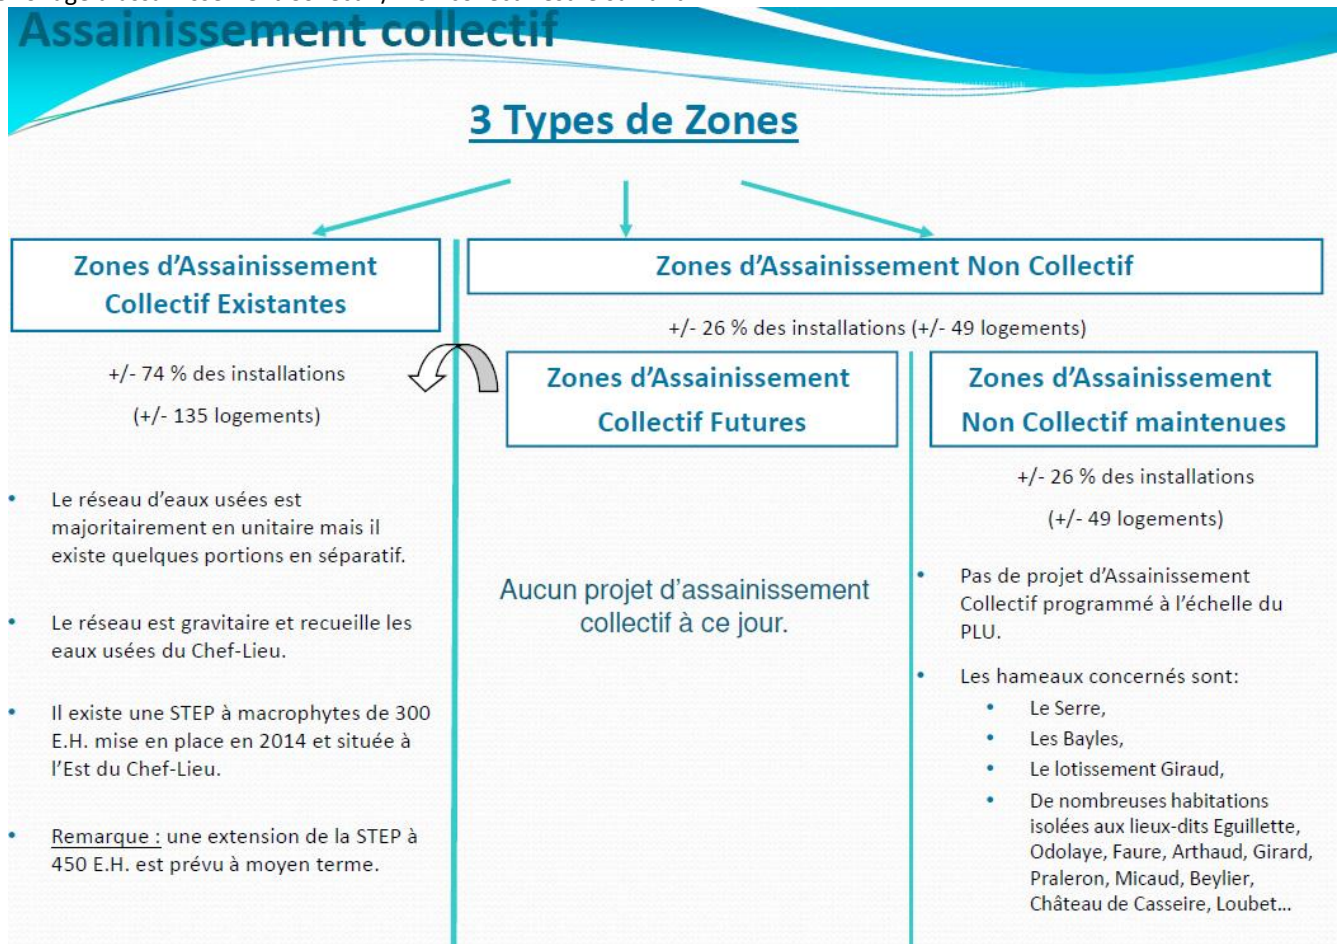 Assainissement collectif
3 Types de Zones
Zones d'Assainissement
Collectif Existantes
+/- 74 % des installations
(+/- 135 logements)
• Le réseau d'eaux usées est
majoritairement en unitaire mais il
existe quelques portions en séparatif.
• Le réseau est gravitaire et recueille les
eaux usées du Chef-Lieu.
• Il existe une STEP à macrophytes de 300
E.H. mise en place en 2014 et située à
l'Est du Chef-Lieu.
• Remarque : une extension de la STEP à
450 E.H. est prévu à moyen terme.
Zones d'Assainissement Non Collectif
+/- 26 % des installations (+/- 49 logements)
Zones d'Assainissement
Collectif Futures
Aucun projet d'assainissement
collectif à ce jour.
Zones d'Assainissement
Non Collectif maintenues
+/- 26 % des installations
(+/- 49 logements)
• Pas de projet d'Assainissement
Collectif programmé à l'échelle du
PLU.
• Les hameaux concernés sont:
• Le Serre,
• Les Bayles,
• Le lotissement Giraud,
• De nombreuses habitations
isolées aux lieux-dits Eguillette,
Odolaye, Faure, Arthaud, Girard,
Praleron, Micaud, Beylier,
Château de Casseire, Loubet...